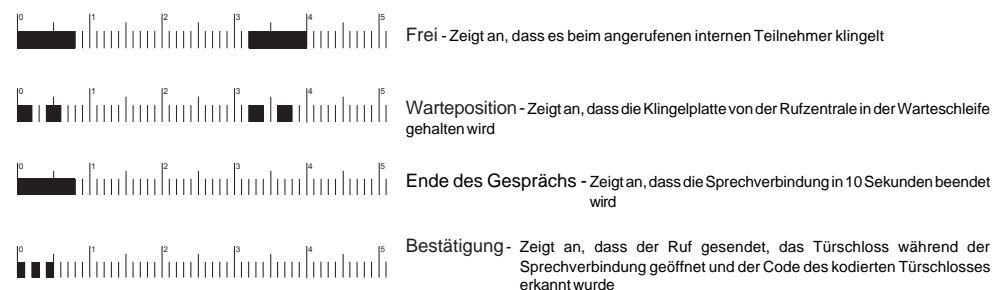 0 1 2 3 4 5
Frei - Zeigt an, dass es beim angerufenen internen Teilnehmer klingelt
0 1 2 3 4 5
Warteposition - Zeigt an, dass die Klingelplatte von der Rufzentrale in der Warteschleife
gehalten wird
0 1 2 3 4 5
Ende des Gesprächs - Zeigt an, dass die Sprechverbindung in 10 Sekunden beendet
wird
0 1 2 3 4 5
Bestätigung - Zeigt an, dass der Ruf gesendet, das Türschloss während der
Sprechverbindung geöffnet und der Code des kodierten Türschlosses
erkannt wurde